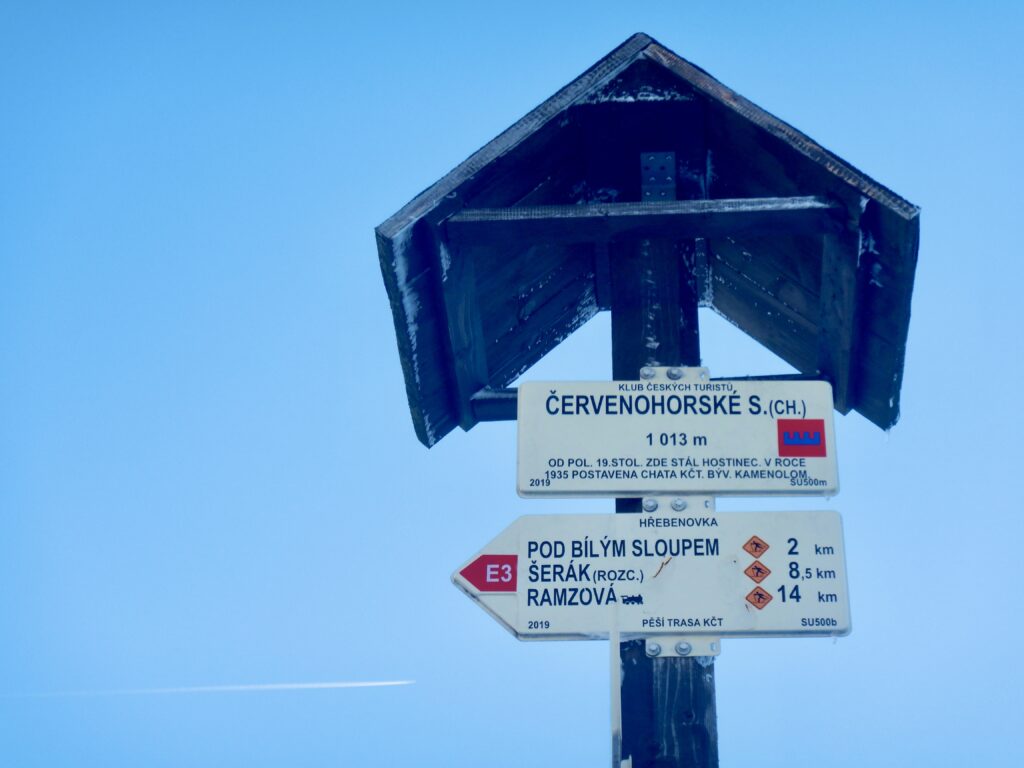 KLUB ČESKÝCH TURISTŮ
ČERVENOHORSKÉ S.(CH.)
1 013 m
OD POL. 19.STOL. ZDE STÁL HOSTINEC. V ROCE
1935 POSTAVENA CHATA KČT. BÝV. KAMENOLOM.
2019 SU500m
HŘEBENOVKA
E3
POD BÍLÝM SLOUPEM 2 km
ŠERÁK (ROZC.) 8,5 km
RAMZOVÁ 14 km
2019 PĚŠÍ TRASA KČT SU500b